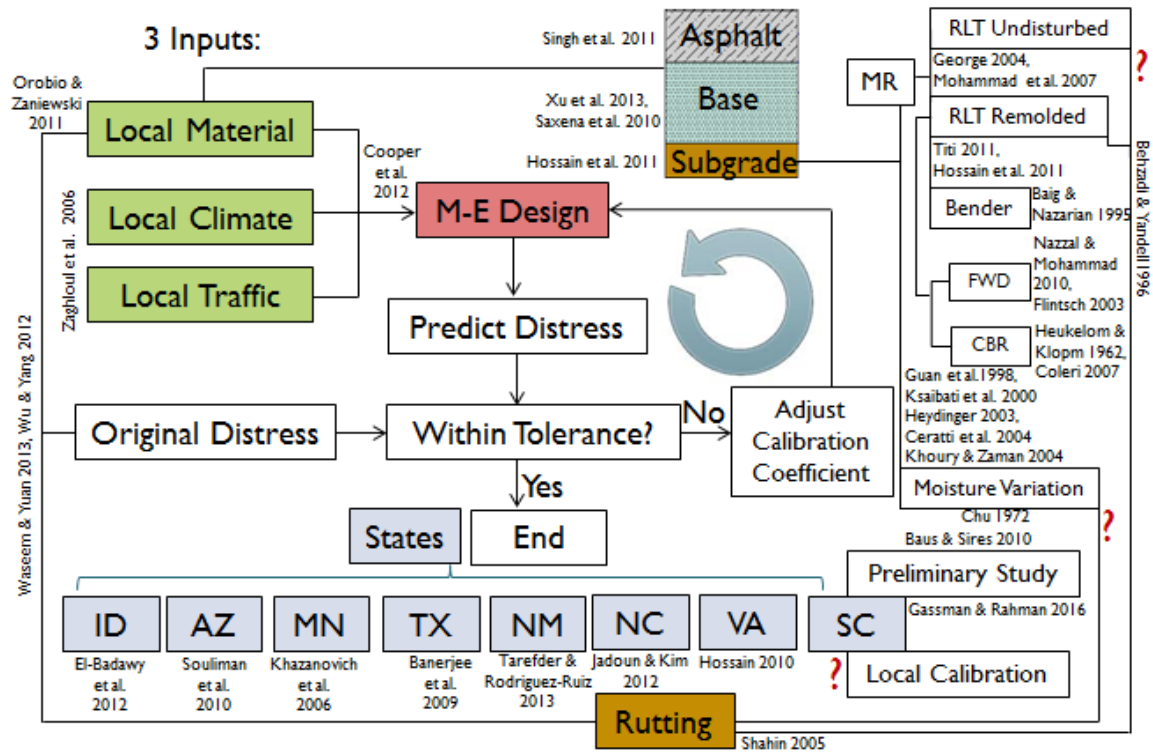 3 Inputs:
Orobio &
Zaniewski
2011
Local Material
Local Climate
Local Traffic
Zaghloul et al. 2006
Cooper
et al.
2012
Singh et al. 2011
Xu et al. 2013,
Saxena et al. 2010
Hossain et al. 2011
Asphalt
Base
Subgrade
M-E Design
Predict Distress
Original Distress
Within Tolerance?
No
Adjust
Calibration
Coefficient
Yes
End
MR
RLT Undisturbed
George 2004,
Mohammad et al. 2007
?
RLT Remolded
Titi 2011,
Hossain et al. 2011
Bender
Baig &
Nazarian 1995
FWD
Nazzal &
Mohammad
2010,
Flintsch 2003
CBR
Heukelom &
Klopm 1962,
Coleri 2007
Behzadi & Yandell 1996
Guan et al.1998,
Ksaibati et al. 2000
Heydinger 2003,
Ceratti et al. 2004
Khoury & Zaman 2004
Moisture Variation
Chu 1972
Baus & Sires 2010
?
Preliminary Study
Gassman & Rahman 2016
Local Calibration
?
States
ID
AZ
MN
TX
NM
NC
VA
SC
El-Badawy
et al.
2012
Souliman
et al.
2010
Khazanovich
et al.
2006
Banerjee
et al.
2009
Tarefder &
Rodriguez-Ruiz
2013
Jadoun & Kim
2012
Hossain 2010
Waseem & Yuan 2013, Wu & Yang 2012
Rutting
Shahin 2005